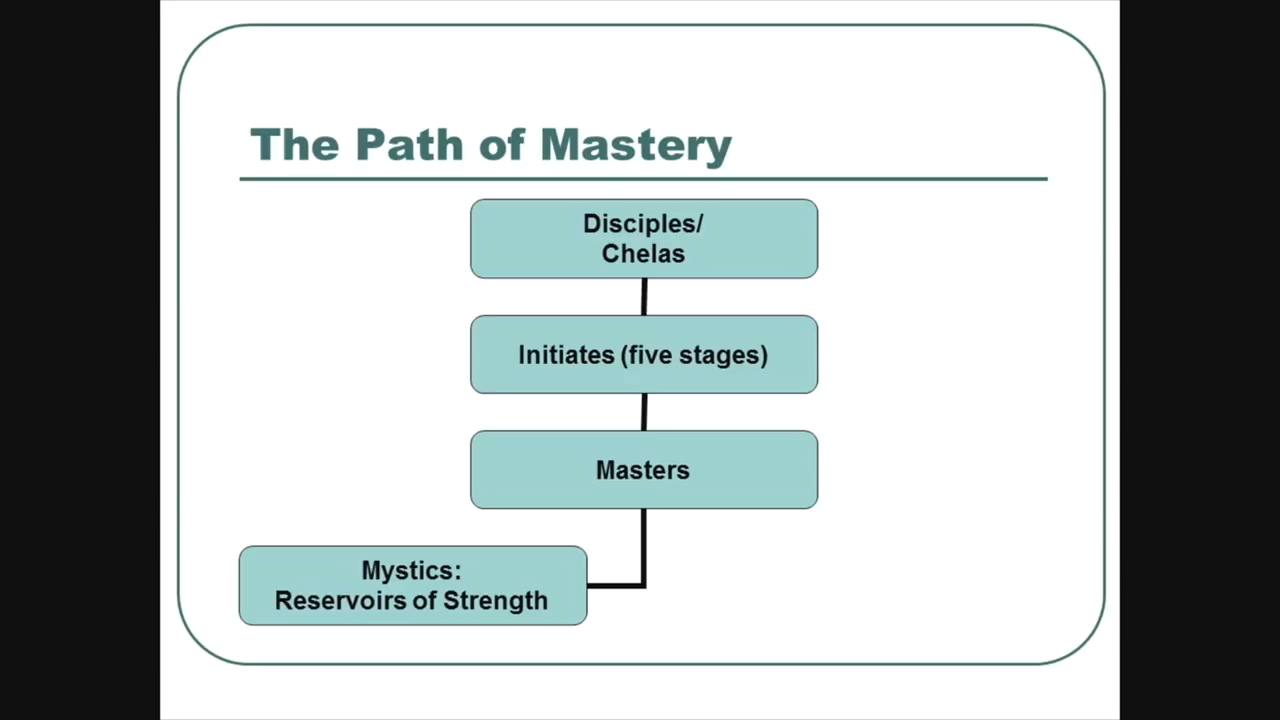 The Path of Mastery
Disciples/
Chelas
Initiates (five stages)
Masters
Mystics:
Reservoirs of Strength